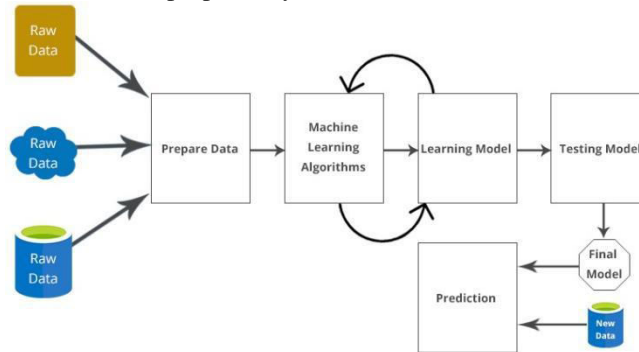 Raw
Data
Raw
Data
Raw
Data
Prepare Data
Machine
Learning
Algorithms
Learning Model
Testing Model
Final
Model
Prediction
New
Data